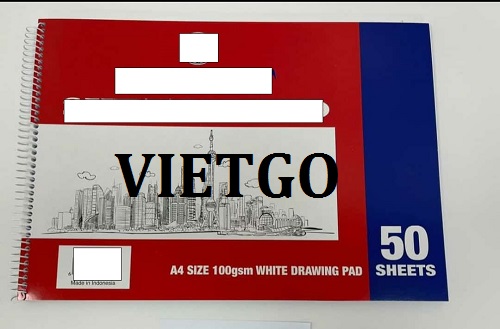 VIETGO
50
SHEETS
A4 SIZE 100gsm WHITE DRAWING PAD
Made in Indonesia